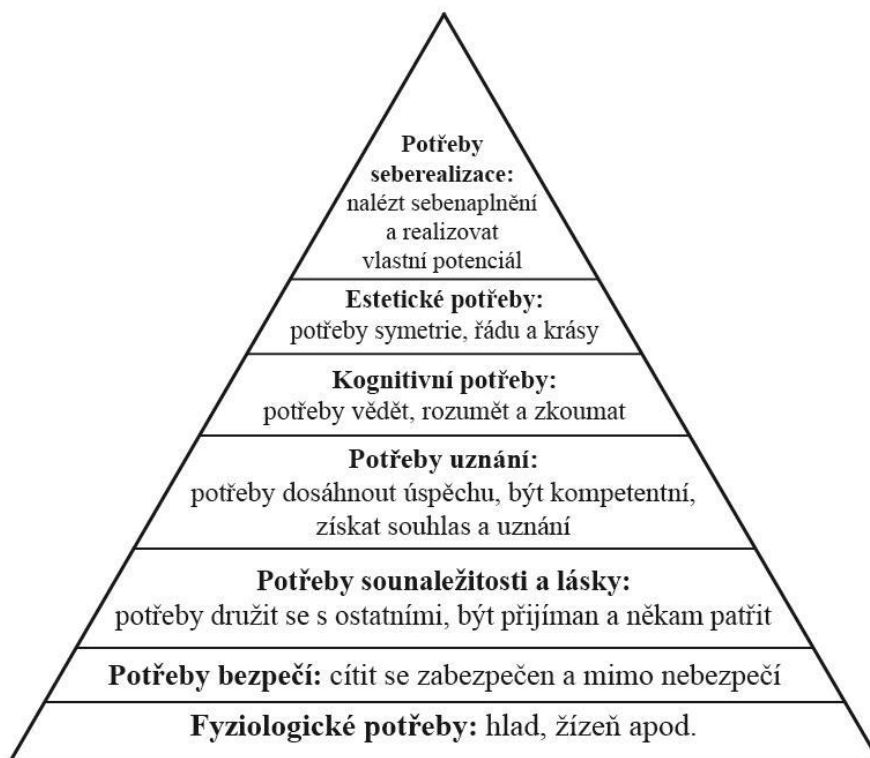 Potřeby
seberealizace:
nalézt sebenaplnění
a realizovat
vlastní potenciál
Estetické potřeby:
potřeby symetrie, řádu a krásy
Kognitivní potřeby:
potřeby vědět, rozumět a zkoumat
Potřeby uznání:
potřeby dosáhnout úspěchu, být kompetentní,
získat souhlas a uznání
Potřeby sounaležitosti a lásky:
potřeby družit se s ostatními, být přijíman a někam patřit
Potřeby bezpečí: cítit se zabezpečen a mimo nebezpečí
Fyziologické potřeby: hlad, žízeň apod.